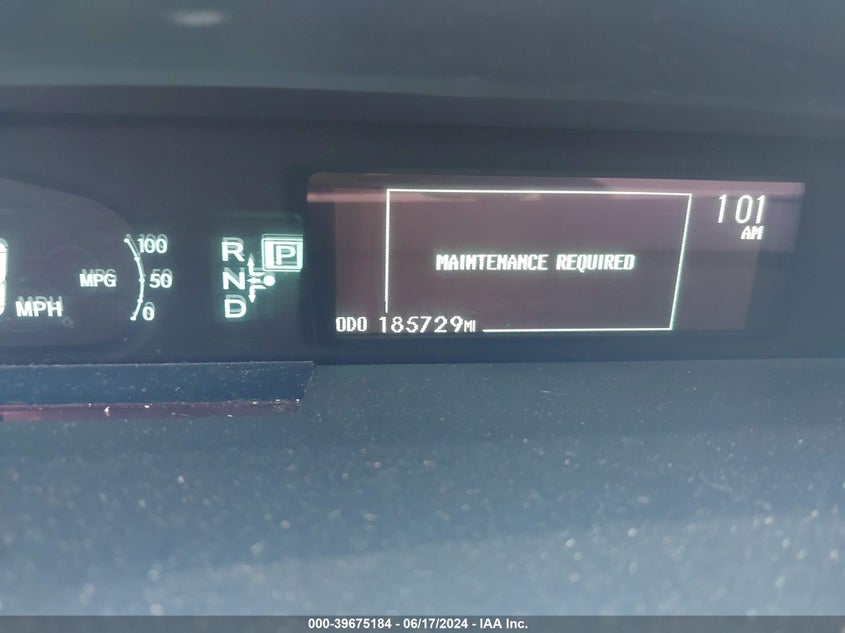 100
MPG 50
0
MPH
R P
N
D
MAINTENANCE REQUIRED
101
AM
ODO 185729MI
000-39675184 - 06/17/2024 - IAA Inc.